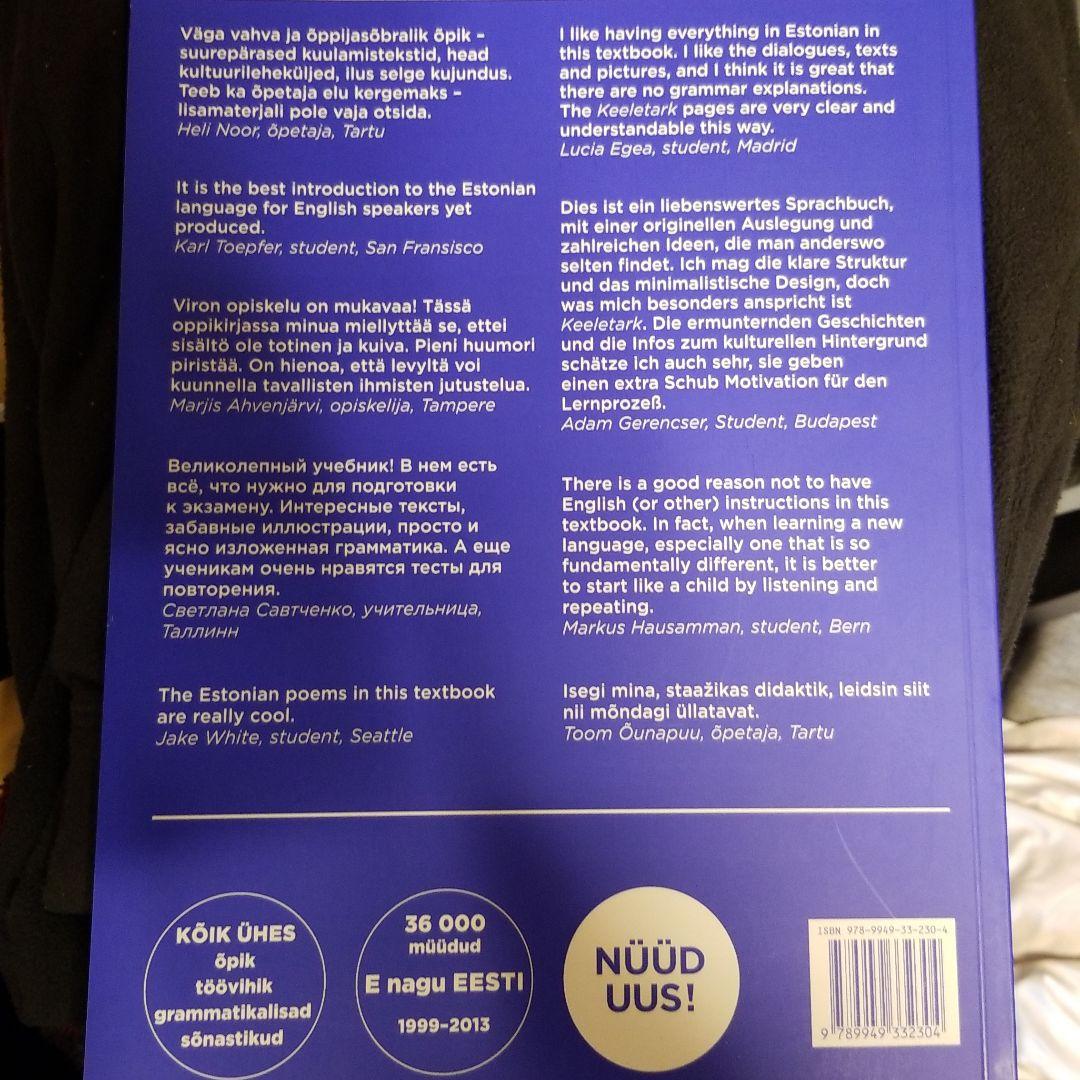 Väga vahva ja õppijasõbralik õpik –
suurepärased kuulamistekstid, head
kultuurileheküljed, ilus selge kujundus.
Teeb ka õpetaja elu kergemaks –
lisamaterjali pole vaja otsida.
Heli Noor, õpetaja, Tartu
It is the best introduction to the Estonian
language for English speakers yet
produced.
Karl Toepfer, student, San Fransisco
Viron opiskelu on mukavaa! Tässä
oppikirjassa minua miellyttää se, ettei
sisältö ole totinen ja kuiva. Pieni huumori
piristää. On hienoa, että levyltä voi
kuunnella tavallisten ihmisten jutustelua.
Marjis Ahvenjärvi, opiskelija, Tampere
Великолепный учебник! В нем есть
всё, что нужно для подготовки
к экзамену. Интересные тексты,
забавные иллюстрации, просто и
ясно изложенная грамматика. А еще
ученикам очень нравятся тесты для
повторения.
Светлана Савтченко, учительница,
Таллинн
The Estonian poems in this textbook
are really cool.
Jake White, student, Seattle
I like having everything in Estonian in
this textbook. I like the dialogues, texts
and pictures, and I think it is great that
there are no grammar explanations.
The Keeletark pages are very clear and
understandable this way.
Lucia Egea, student, Madrid
Dies ist ein liebenswertes Sprachbuch,
mit einer originellen Auslegung und
zahlreichen Ideen, die man anderswo
selten findet. Ich mag die klare Struktur
und das minimalistische Design, doch
was mich besonders anspricht ist
Keeletark. Die ermunternden Geschichten
und die Infos zum kulturellen Hintergrund
schätze ich auch sehr, sie geben
einen extra Schub Motivation für den
Lernprozeß.
Adam Gerencser, Student, Budapest
There is a good reason not to have
English (or other) instructions in this
textbook. In fact, when learning a new
language, especially one that is so
fundamentally different, it is better
to start like a child by listening and
repeating.
Markus Hausamman, student, Bern
Isegi mina, staažikas didaktik, leidsin siit
nii mõndagi üllatavat.
Toom Õunapuu, õpetaja, Tartu
KÕIK ÜHES
õpik
töövihik
grammatikalisad
sõnastikud
36 000
müüdud
E nagu EESTI
1999–2013
NÜÜD
UUS!
ISBN 978-9949-33-230-4
9 789949 332304